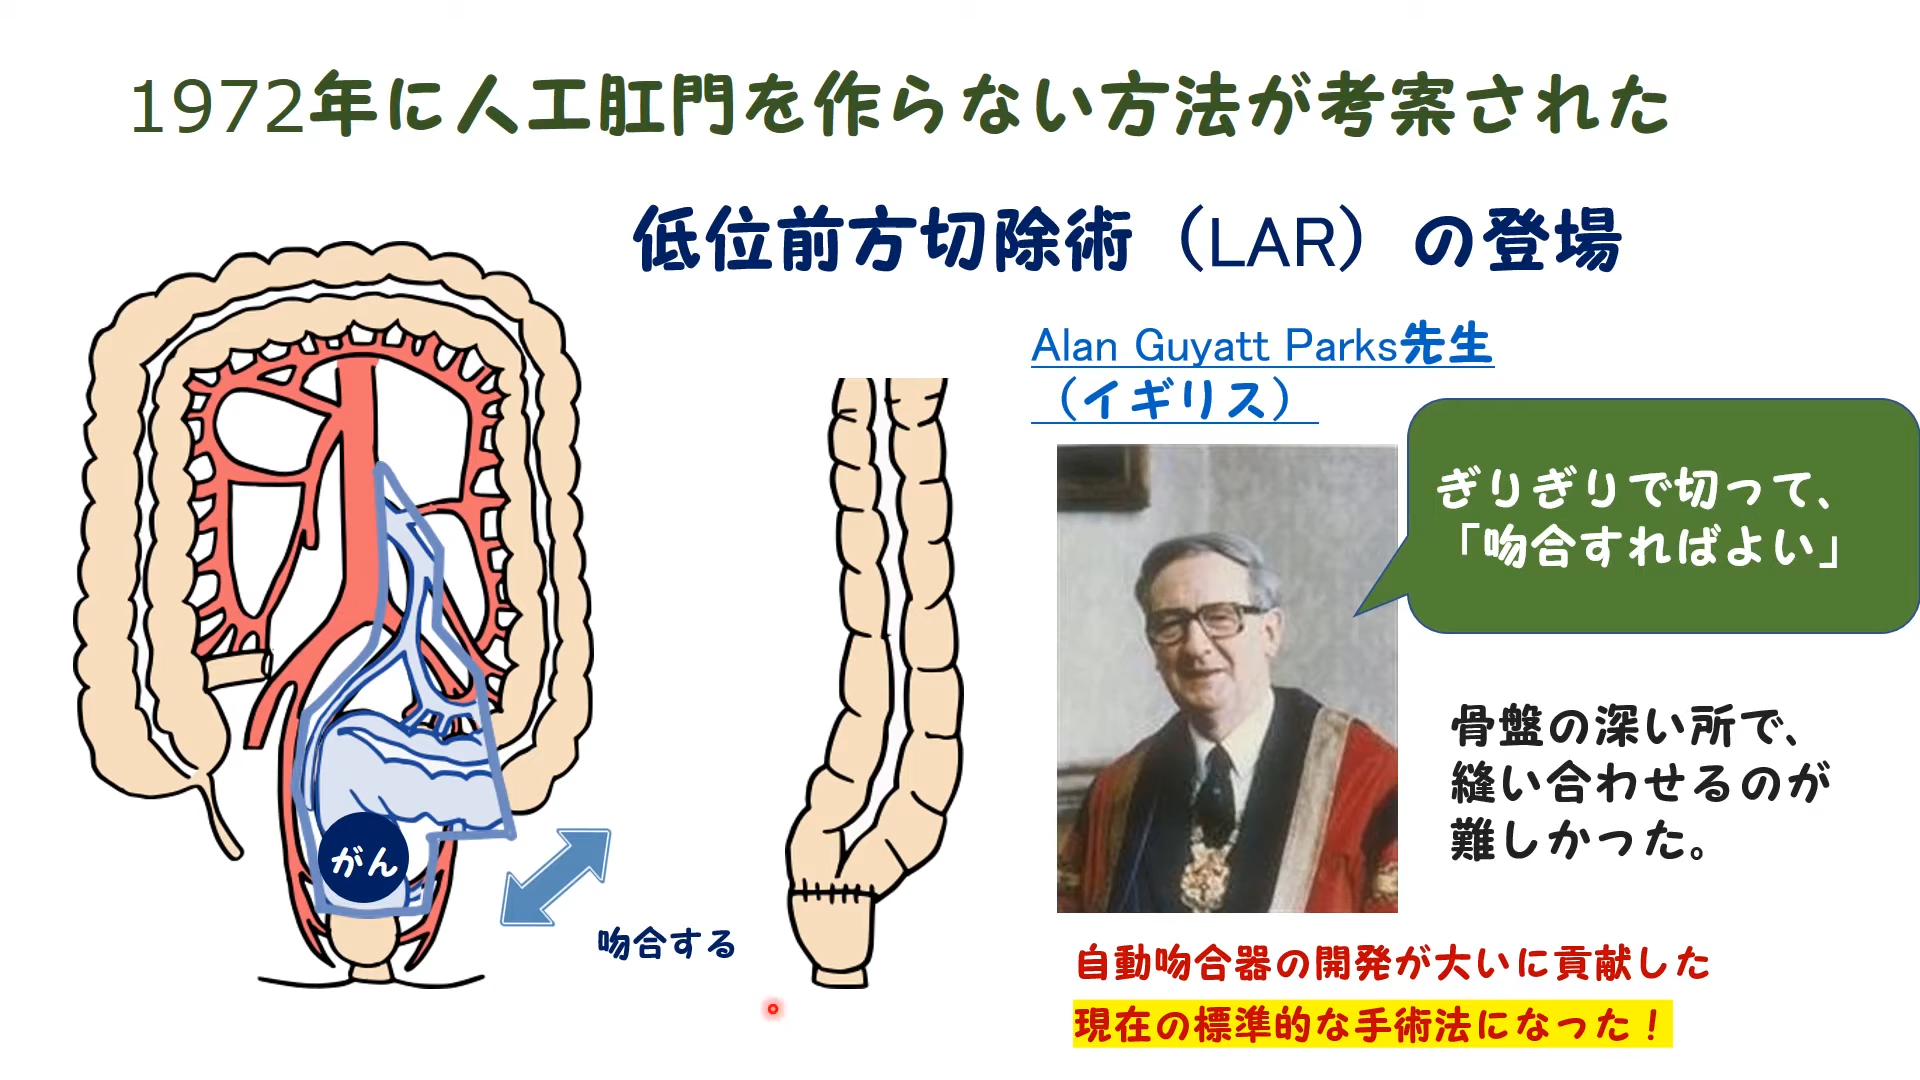 1972年に人工肛門を作らない方法が考案された
低位前方切除術（LAR）の登場
Alan Guyatt Parks先生
（イギリス）
ぎりぎりで切って、
「吻合すればよい」
骨盤の深い所で、
縫い合わせるのが
難しかった。
がん
吻合する
自動吻合器の開発が大いに貢献した
現在の標準的な手術法になった！